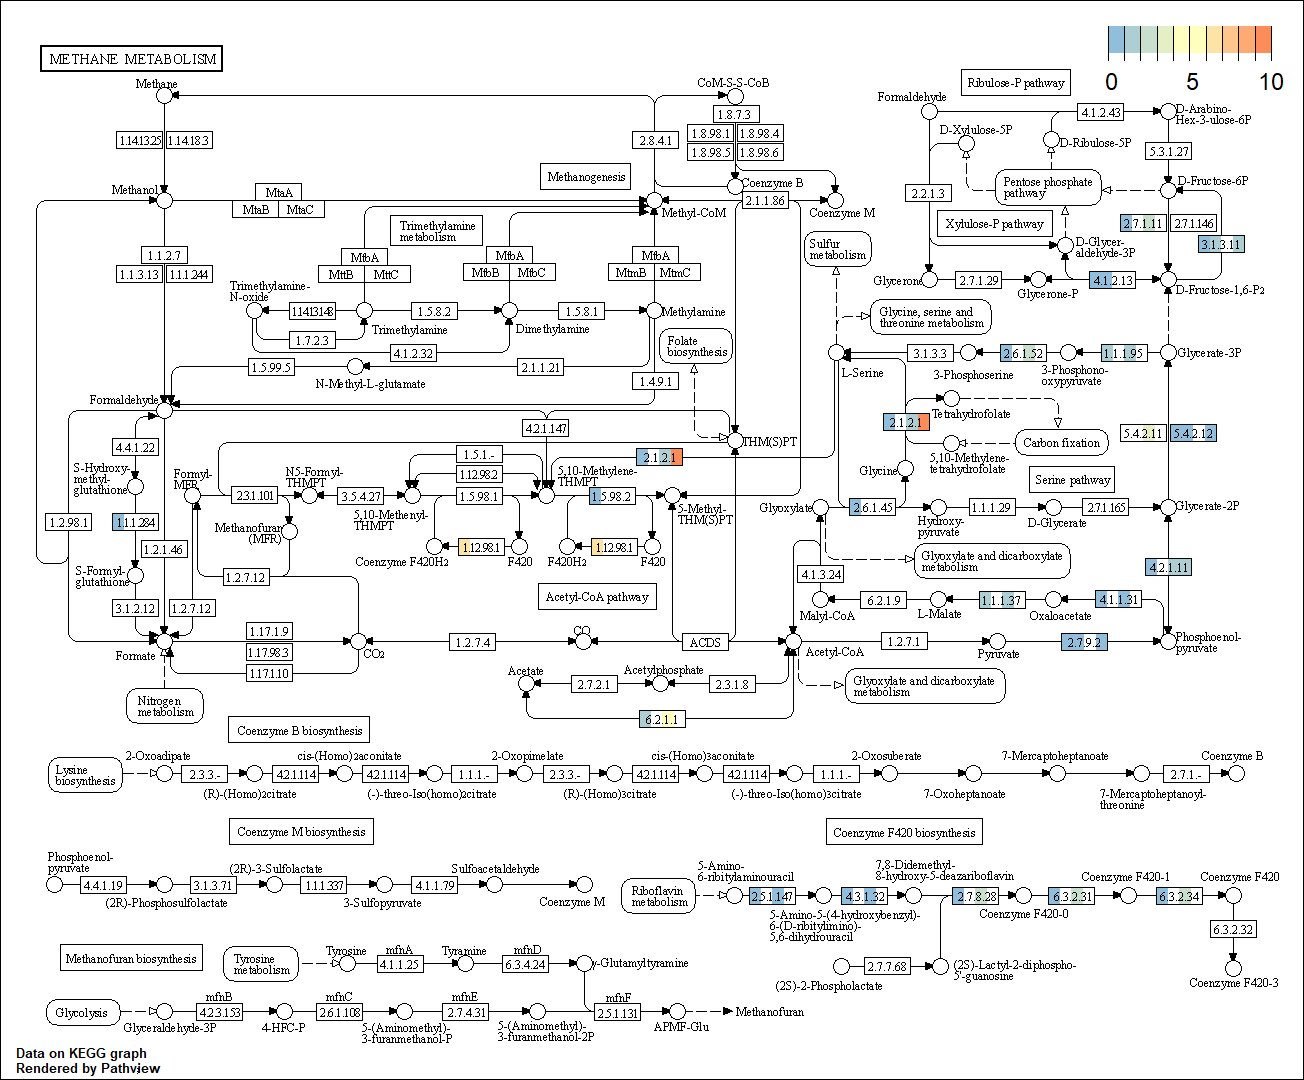 METHANE METABOLISM
0 5 10
Methane
CoM-S-S-CoB
Ribulose-P pathway
Formaldehyde
D-Arabino-
Hex-3-ulose-6P
1.8.7.3
4.1.2.43
1.14.13.25 1.14.18.3
2.8.4.1
1.8.98.1 1.8.98.4
1.8.98.5 1.8.98.6
D-Xylulose-5P
D-Ribulose-5P
5.3.1.27
Methanogenesis
Methanol
MtaA
MtaB MtaC
Coenzyme B
2.1.1.86
Methyl-CoM
Coenzyme M
2.2.1.3
Pentose phosphate
pathway
D-Fructose-6P
Xylulose-P pathway
2.7.1.11 2.7.1.146
3.1.3.11
Trimethylamine
metabolism
1.1.2.7
1.1.3.13 1.1.1.244
MfbA
MttB MttC
MfbA
MfbB MfbC
MfbA
MtmB MtmC
Sulfur
metabolism
D-Glycer-
aldehyde-3P
Glycerone
2.7.1.29
Glycerone-P
4.1.2.13
D-Fructose-1,6-P2
Trimethylamine-
N-oxide
1.14.13.148
Trimethylamine
1.5.8.2
Dimethylamine
1.5.8.1
Methylamine
1.7.2.3
4.1.2.32
Glycine, serine and
threonine metabolism
Folate
biosynthesis
1.5.99.5
N-Methyl-L-glutamate
2.1.1.21
1.4.9.1
L-Serine
3.1.3.3
3-Phosphoserine
2.6.1.52
3-Phosphono-
oxypyruvate
1.1.1.95
Glycerate-3P
Formaldehyde
4.2.1.147
THM(S)PT
2.1.2.1
Tetrahydrofolate
Carbon fixation
5,10-Methylene-
tetrahydrofolate
5.4.2.11 5.4.2.12
4.4.1.22
S-Hydroxy-
methyl-
glutathione
Formyl-
MFR
N5-Formyl-
THMPT
1.5.1.-
1.12.98.2
5,10-Methylene-
THMPT
2.1.2.1
Glycine
Serine pathway
2.3.1.101
3.5.4.27
5,10-Methenyl-
THMPT
1.5.98.1
1.5.98.2
5-Methyl-
THM(S)PT
Glyoxylate
2.6.1.45
Hydroxy-
pyruvate
1.1.1.29
D-Glycerate
2.7.1.165
Glycerate-2P
1.2.98.1
1.1.1.284
Methanofuran
(MFR)
1.2.1.46
S-Formyl-
glutathione
1.2.7.12
Coenzyme F420H2
1.12.98.1
F420
F420H2
1.12.98.1
F420
Glyoxylate and dicarboxylate
metabolism
4.1.3.24
4.2.1.11
3.1.2.12
1.2.7.12
Acetyl-CoA pathway
Malyl-CoA
6.2.1.9
L-Malate
1.1.1.37
Oxaloacetate
4.1.1.31
Formate
1.17.1.9
1.17.98.3
1.17.1.10
CO2
1.2.7.4
CO
ACDS
Acetyl-CoA
1.2.7.1
Pyruvate
2.7.9.2
Phosphoenol-
pyruvate
Nitrogen
metabolism
Acetate
2.7.2.1
Acetylphosphate
2.3.1.8
Glyoxylate and dicarboxylate
metabolism
6.2.1.1
Coenzyme B biosynthesis
Lysine
biosynthesis
2-Oxoadipate
cis-(Homo)2aconitate
2-Oxopimelate
cis-(Homo)3aconitate
2-Oxosuberate
7-Mercaptoheptanoate
Coenzyme B
2.3.3.- 4.2.1.114 4.2.1.114 1.1.1.- 2.3.3.- 4.2.1.114 4.2.1.114 1.1.1.- 2.7.1.-
(R)-(Homo)2citrate
(-)-threo-Iso(homo)2citrate
(R)-(Homo)3citrate
(-)-threo-Iso(homo)3citrate
7-Oxoheptanoate
7-Mercaptoheptanoyl-
threonine
Coenzyme M biosynthesis
Coenzyme F420 biosynthesis
Phosphoenol-
pyruvate
4.4.1.19
(2R)-Phosphosulfolactate
3.1.3.71
(2R)-3-Sulfolactate
1.1.1.337
3-Sulfopyruvate
4.1.1.79
Sulfoacetaldehyde
Coenzyme M
Riboflavin
metabolism
5-Amino-
6-ribitylaminouracil
2.5.1.147
5-Amino-5-(4-hydroxybenzyl)-
6-(D-ribitylimino)-
5,6-dihydrouracil
4.3.1.32
7,8-Didemethyl-
8-hydroxy-5-deazariboflavin
2.7.8.28
Coenzyme F420-0
6.3.2.31
Coenzyme F420-1
6.3.2.34
Coenzyme F420
6.3.2.32
Coenzyme F420-3
2.7.7.68
(2S)-2-Phospholactate
(2S)-Lactyl-2-diphospho-
5'-guanosine
Methanofuran biosynthesis
Tyrosine
metabolism
Tyrosine
mfnA
4.1.1.25
Tyramine
mfnD
6.3.4.24
γ-Glutamyltyramine
Glycolysis
Glyceraldehyde-3P
mfnB
4.2.3.153
4-HFC-P
mfnC
2.6.1.108
5-(Aminomethyl)-
3-furanmethanol-P
mfnE
2.7.4.31
5-(Aminomethyl)-
3-furanmethanol-2P
mfnF
2.5.1.131
APMF-Glu
Methanofuran
Data on KEGG graph
Rendered by Pathview